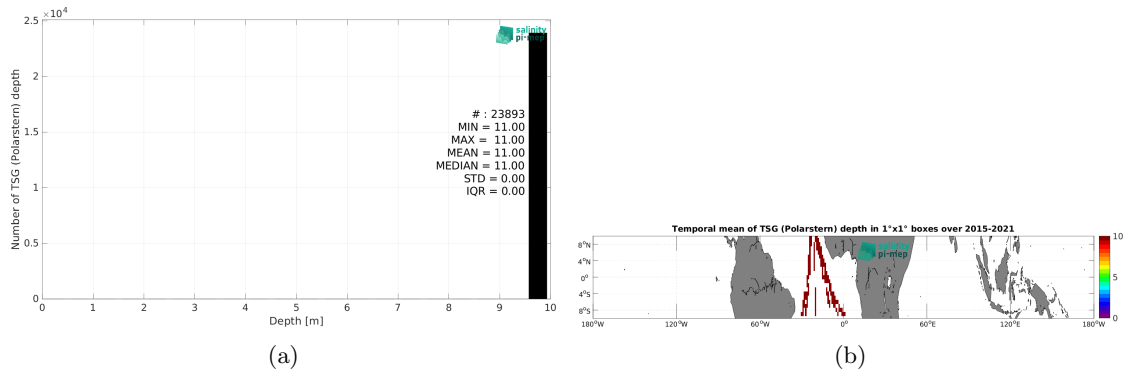 ×10⁴
2.5
2
1.5
1
0.5
0
Number of TSG (Polarstern) depth
salinity
pi-mep
# : 23893
MIN = 11.00
MAX = 11.00
MEAN = 11.00
MEDIAN = 11.00
STD = 0.00
IQR = 0.00
0 1 2 3 4 5 6 7 8 9 10
Depth [m]
(a)
Temporal mean of TSG (Polarstern) depth in 1°x1° boxes over 2015-2021
8°N
4°N
0°
4°S
8°S
salinity
pi-mep
180°W 120°W 60°W 0° 60°E 120°E 180°W
10
5
0
(b)